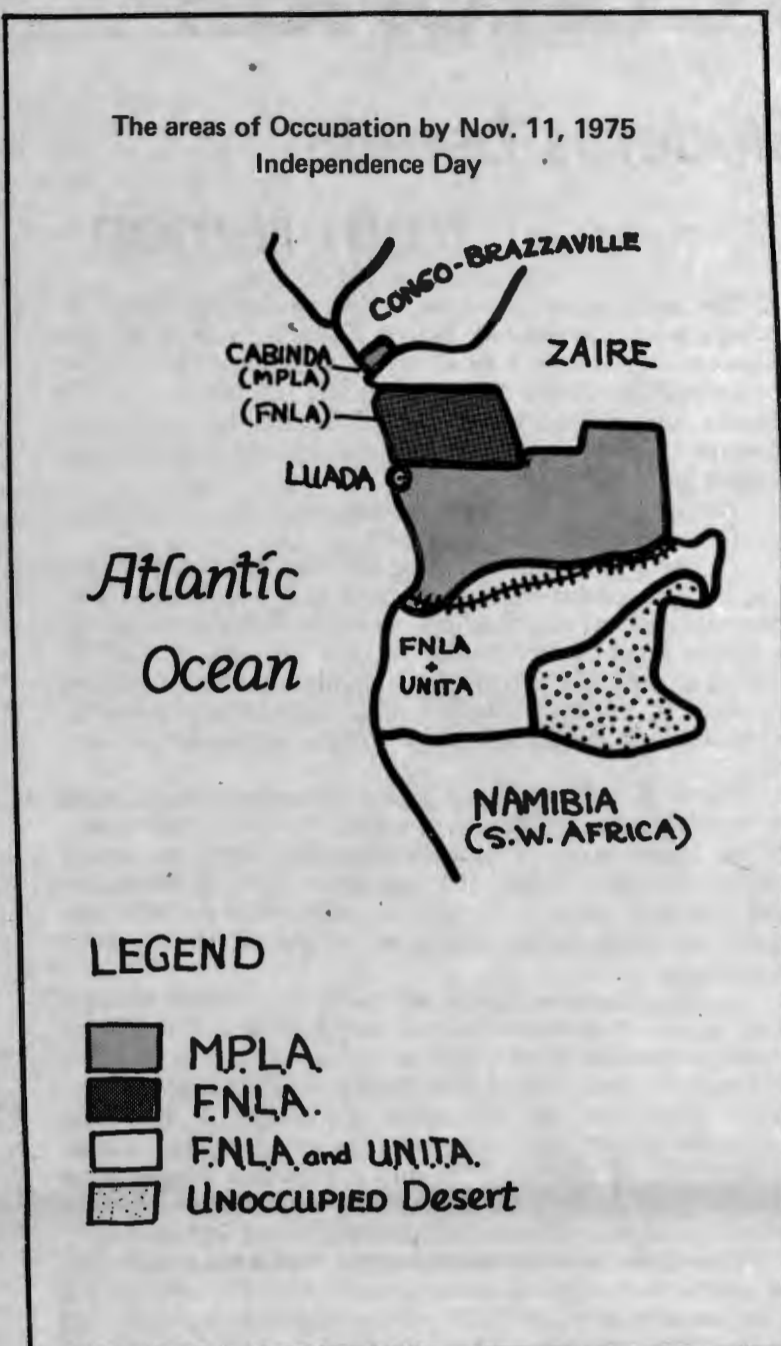 The areas of Occupation by Nov. 11, 1975
Independence Day
CONGO-BRAZZAVILLE
ZAIRE
CABINDA
(MPLA)
(FNLA)
LUADA
Atlantic
Ocean
FNLA
+
UNITA
NAMIBIA
(S.W. AFRICA)
LEGEND
M.P.L.A.
F.N.L.A.
F.N.L.A. and U.N.I.T.A.
UNOCCUPIED Desert